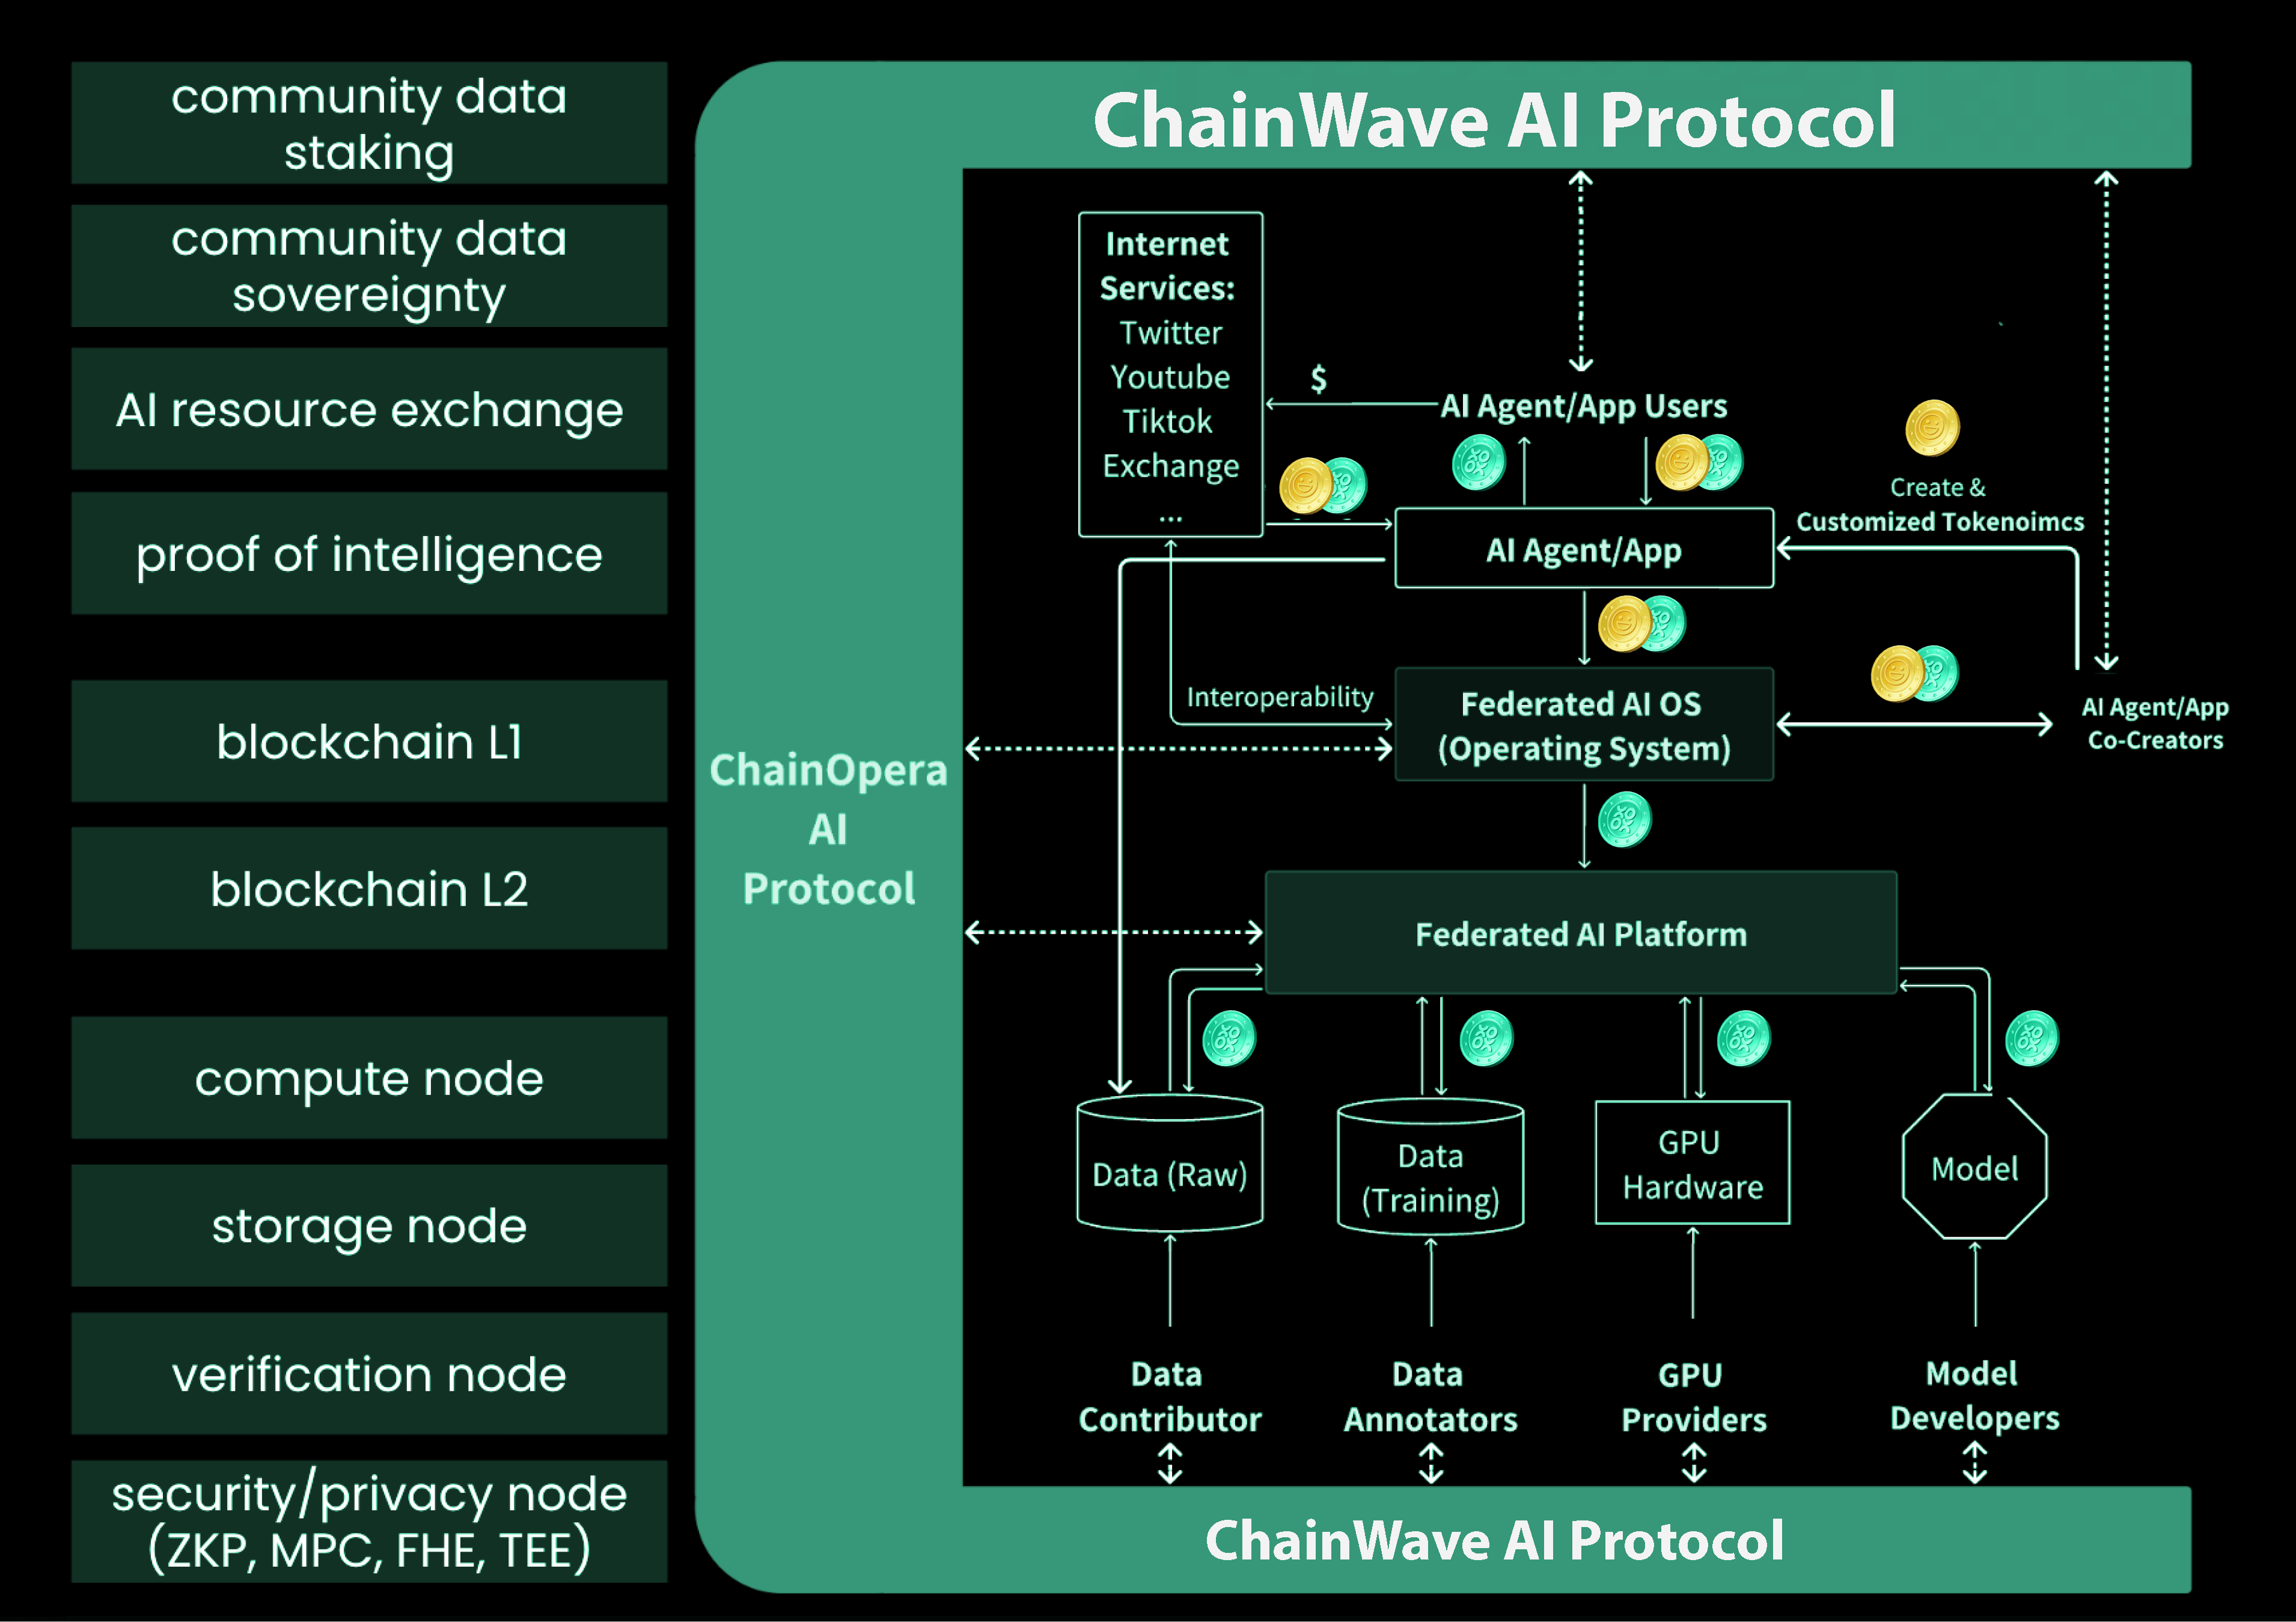 community data
staking
community data
sovereignty
AI resource exchange
proof of intelligence
blockchain L1
blockchain L2
compute node
storage node
verification node
security/privacy node
(ZKP, MPC, FHE, TEE)
ChainWave AI Protocol
ChainOpera
AI
Protocol
Internet
Services:
Twitter
Youtube
Tiktok
Exchange
...
$
AI Agent/App Users
Create &
Customized Tokenoimcs
AI Agent/App
Interoperability
Federated AI OS
(Operating System)
AI Agent/App
Co-Creators
Federated AI Platform
Data (Raw)
Data
(Training)
GPU
Hardware
Model
Data
Contributor
Data
Annotators
GPU
Providers
Model
Developers
ChainWave AI Protocol